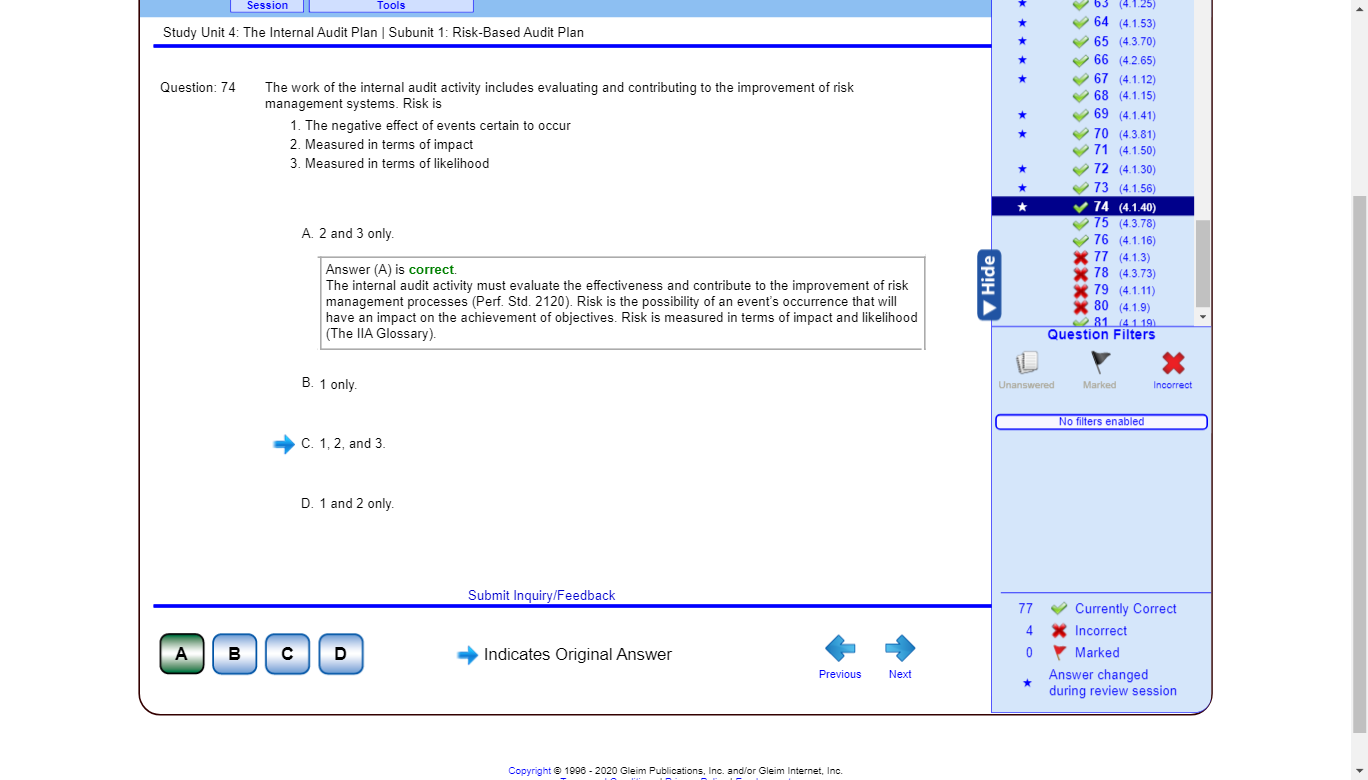 Session
Tools
Study Unit 4: The Internal Audit Plan | Subunit 1: Risk-Based Audit Plan
Question: 74
The work of the internal audit activity includes evaluating and contributing to the improvement of risk
management systems. Risk is
1. The negative effect of events certain to occur
2. Measured in terms of impact
3. Measured in terms of likelihood
A. 2 and 3 only.
Answer (A) is correct.
The internal audit activity must evaluate the effectiveness and contribute to the improvement of risk
management processes (Perf. Std. 2120). Risk is the possibility of an event's occurrence that will
have an impact on the achievement of objectives. Risk is measured in terms of impact and likelihood
(The IIA Glossary).
B. 1 only.
C. 1, 2, and 3.
D. 1 and 2 only.
Submit Inquiry/Feedback
A
B
C
D
Indicates Original Answer
Previous
Next
63 (4.1.25)
64 (4.1.53)
65 (4.3.70)
66 (4.2.65)
67 (4.1.12)
68 (4.1.15)
69 (4.1.41)
70 (4.3.81)
71 (4.1.50)
72 (4.1.30)
73 (4.1.56)
74 (4.1.40)
75 (4.3.78)
76 (4.1.16)
77 (4.1.3)
78 (4.3.73)
79 (4.1.11)
80 (4.1.9)
81 (4.1.19)
Hide
Question Filters
Unanswered
Marked
Incorrect
No filters enabled
77 Currently Correct
4 Incorrect
0 Marked
Answer changed
during review session
Copyright © 1996 - 2020 Gleim Publications, Inc. and/or Gleim Internet, Inc.